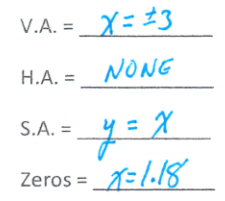 V.A. = x = ±3
H.A. = NONE
S.A. = y = x
Zeros = x=1.18